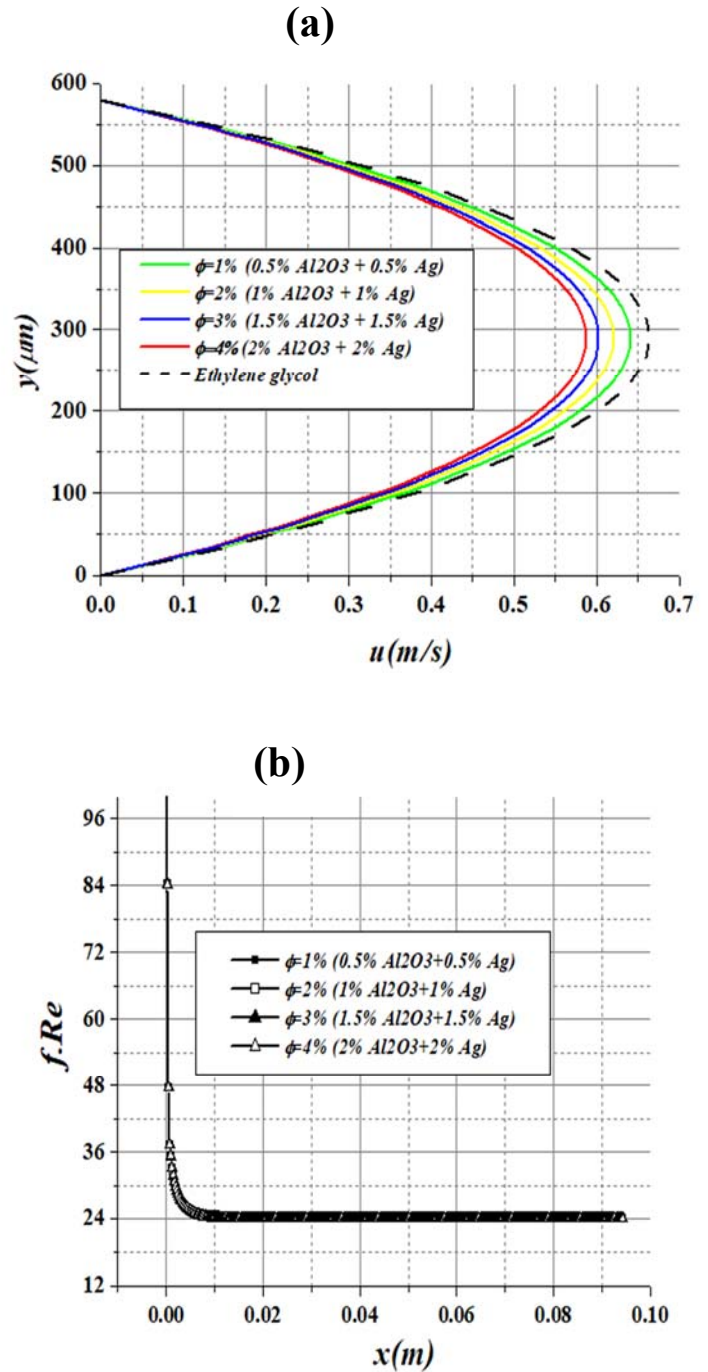 (a)
600
500
400
300
200
100
0
y(μm)
ϕ=1% (0.5% Al2O3 + 0.5% Ag)
ϕ=2% (1% Al2O3 + 1% Ag)
ϕ=3% (1.5% Al2O3 + 1.5% Ag)
ϕ=4% (2% Al2O3 + 2% Ag)
Ethylene glycol
0.0 0.1 0.2 0.3 0.4 0.5 0.6 0.7
u(m/s)
(b)
96
84
72
60
48
36
24
12
f.Re
ϕ=1% (0.5% Al2O3+0.5% Ag)
ϕ=2% (1% Al2O3+1% Ag)
ϕ=3% (1.5% Al2O3+1.5% Ag)
ϕ=4% (2% Al2O3+2% Ag)
0.00 0.02 0.04 0.06 0.08 0.10
x(m)